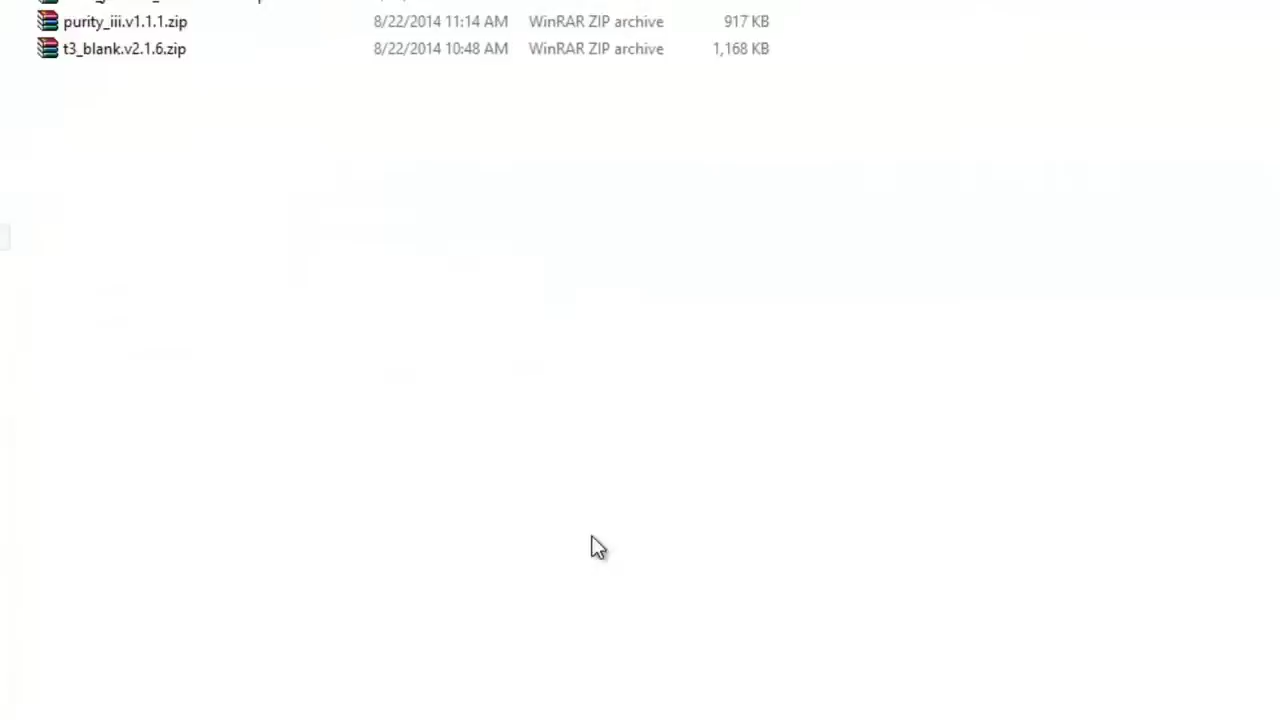 purity_iii.v1.1.1.zip 8/22/2014 11:14 AM WinRAR ZIP archive 917 KB
t3_blank.v2.1.6.zip 8/22/2014 10:48 AM WinRAR ZIP archive 1,168 KB